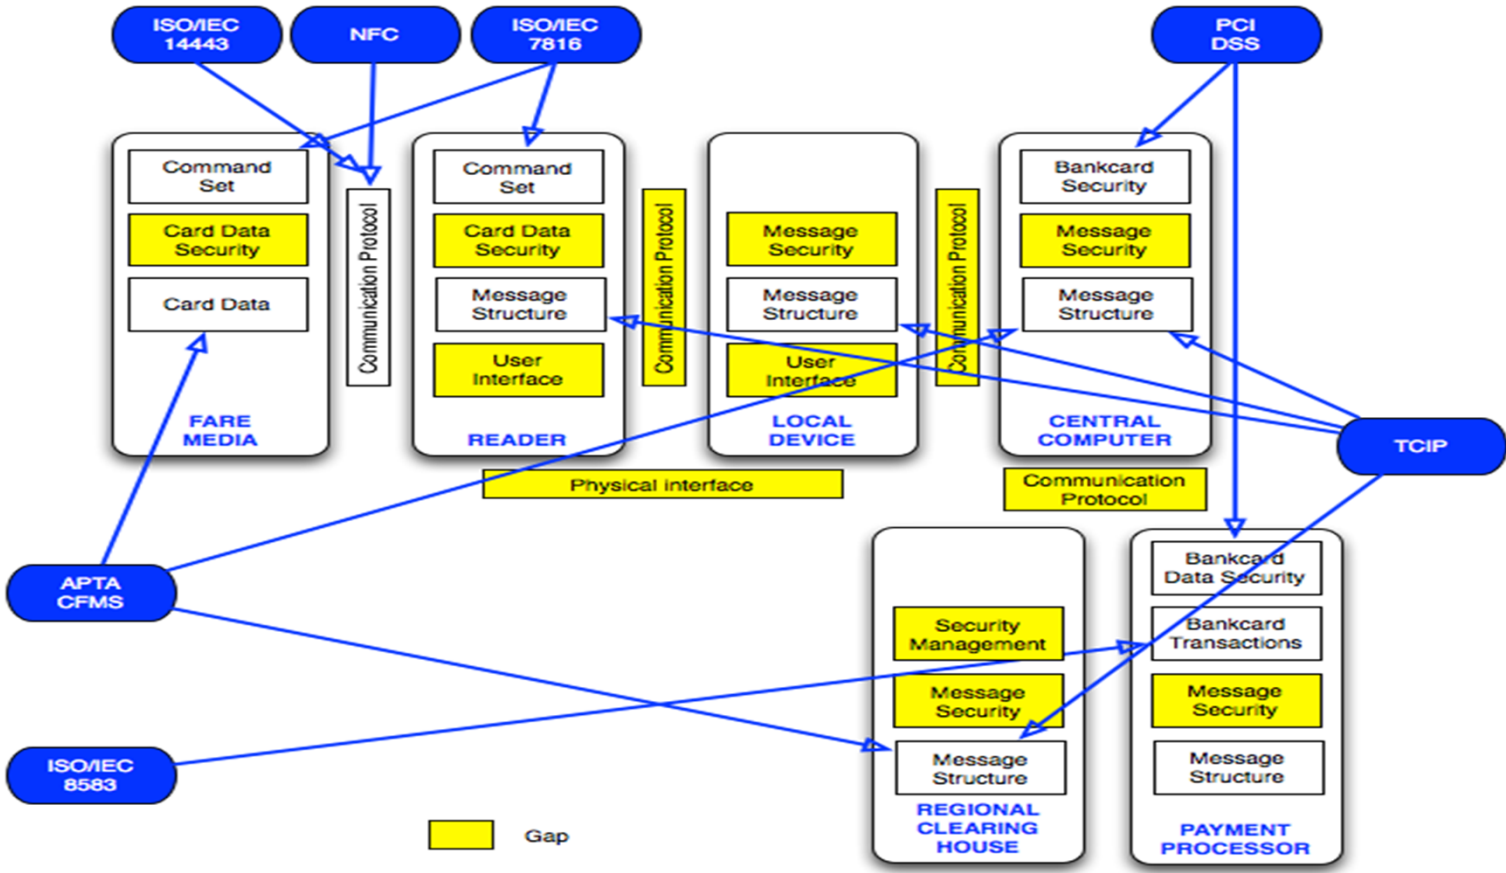 ISO/IEC
14443
NFC
ISO/IEC
7816
PCI
DSS
Command
Set
Card Data
Security
Card Data
FARE
MEDIA
Communication Protocol
Command
Set
Card Data
Security
Message
Structure
User
Interface
READER
Communication Protocol
Message
Security
Message
Structure
User
Interface
LOCAL
DEVICE
Communication Protocol
Bankcard
Security
Message
Security
Message
Structure
CENTRAL
COMPUTER
TCIP
Physical interface
Communication
Protocol
APTA
CFMS
Security
Management
Message
Security
Message
Structure
REGIONAL
CLEARING
HOUSE
Bankcard
Data Security
Bankcard
Transactions
Message
Security
Message
Structure
PAYMENT
PROCESSOR
ISO/IEC
8583
Gap